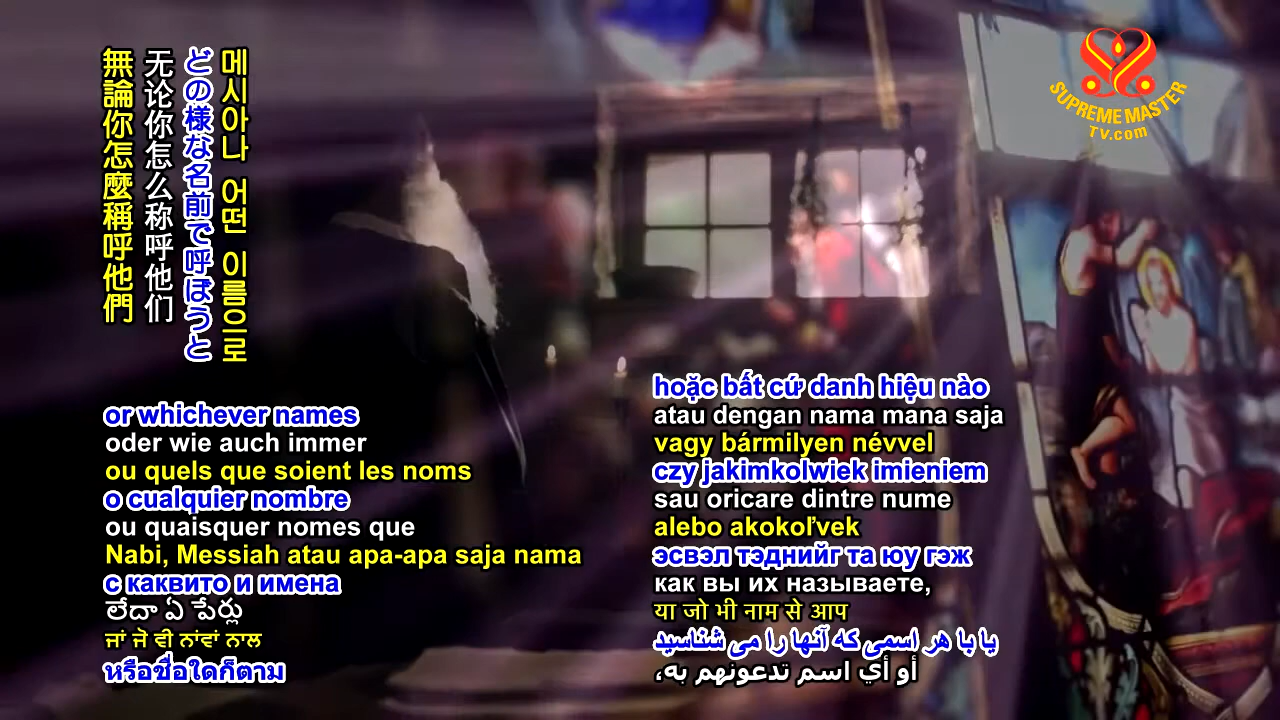 無論你怎麼稱呼他們
无论你怎么称呼他们
どの様な名前で呼ぼうと
메시아나 어떤 이름으로
SUPREME MASTER
TV.com
or whichever names
oder wie auch immer
ou quels que soient les noms
o cualquier nombre
ou quaisquer nomes que
Nabi, Messiah atau apa-apa saja nama
с каквито и имена
లేదా ఏ పేర్లు
ਜਾਂ ਜੋ ਵੀ ਨਾਂਵਾਂ ਨਾਲ
หรือชื่อใดก็ตาม
hoặc bất cứ danh hiệu nào
atau dengan nama mana saja
vagy bármilyen névvel
czy jakimkolwiek imieniem
sau oricare dintre nume
alebo akokoľvek
эсвэл тэднийг та юу гэж
как вы их называете,
या जो भी नाम से आप
یا با هر اسمی که آنها را می شناسید
أو أي اسم تدعونهم به،